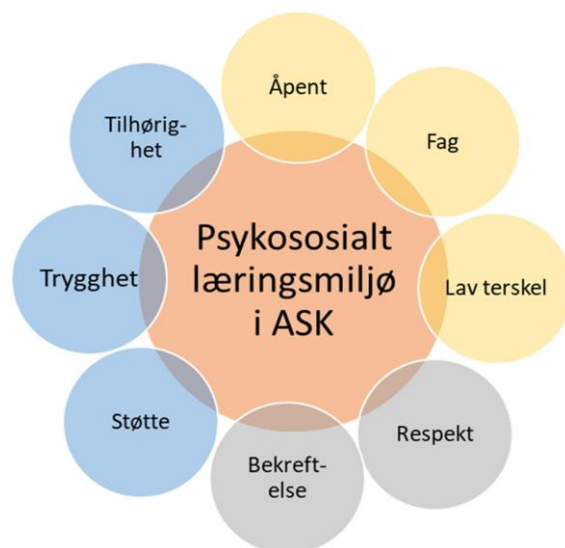 Psykososialt
læringsmiljø
i ASK
Åpent
Fag
Lav terskel
Respekt
Bekreft-
else
Støtte
Trygghet
Tilhørig-
het